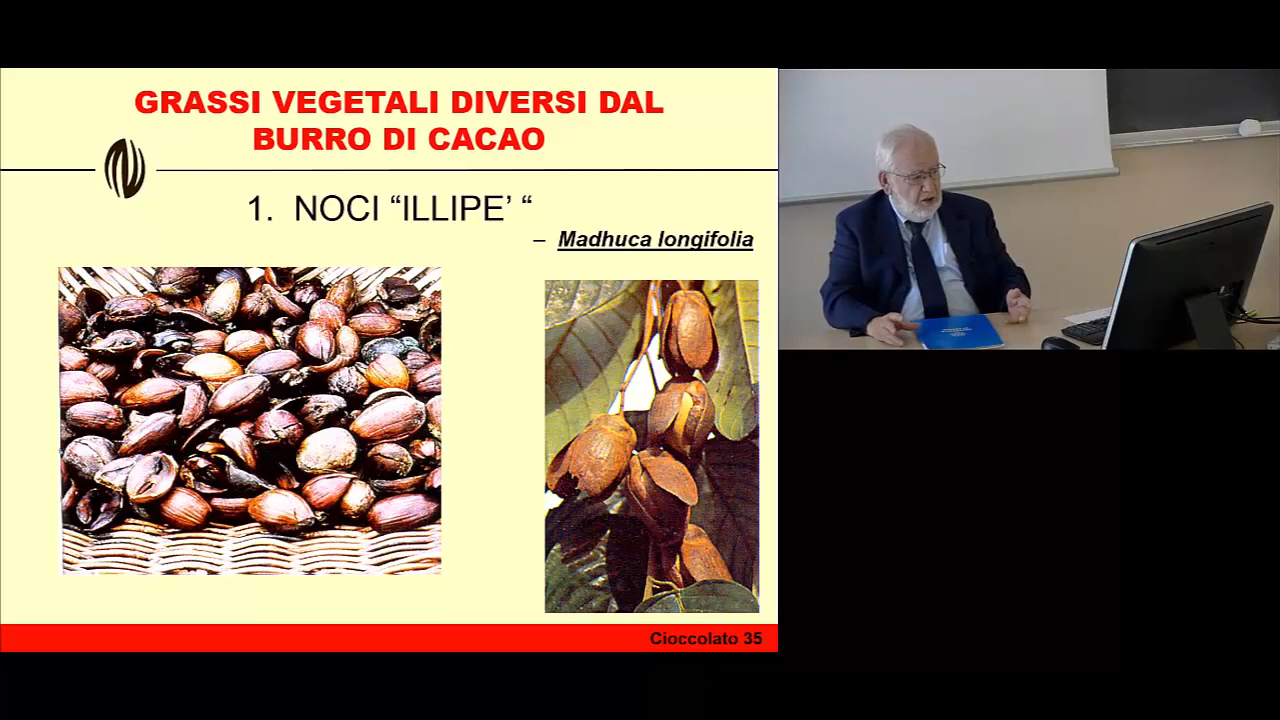 GRASSI VEGETALI DIVERSI DAL
BURRO DI CACAO
1. NOCI “ILLIPE’ “
– Madhuca longifolia
Cioccolato 35